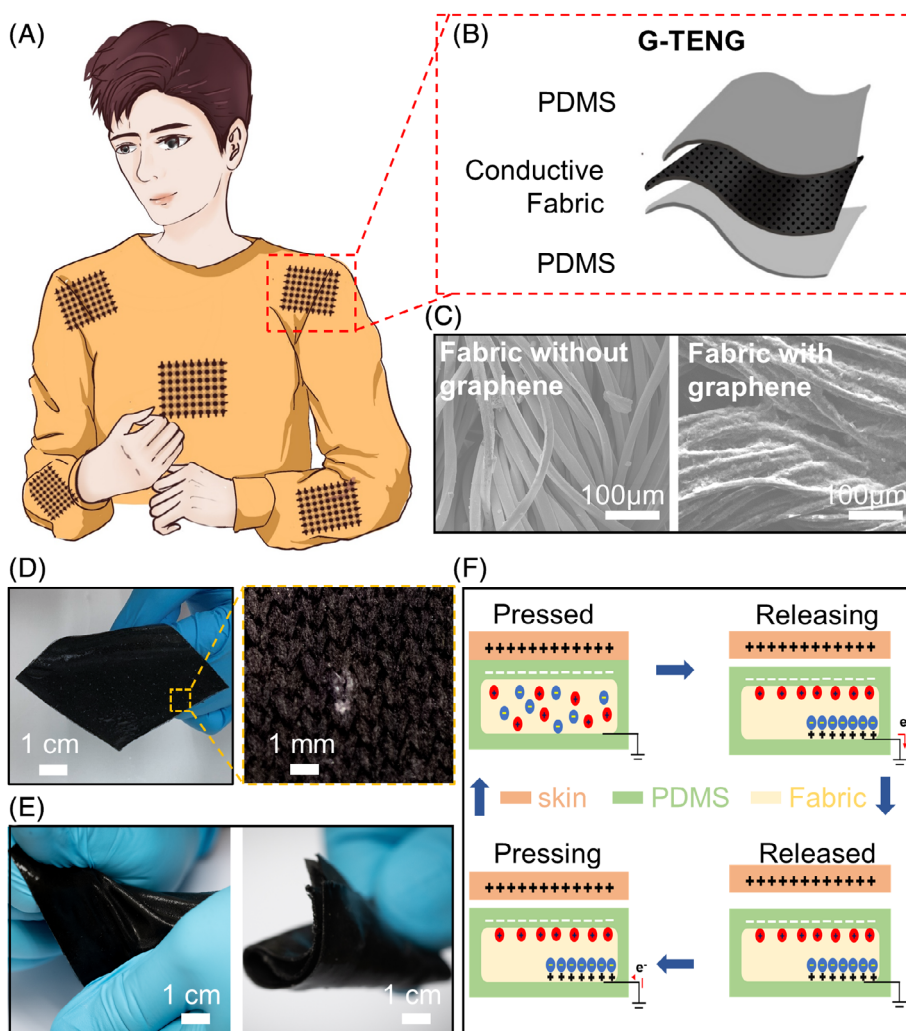 (A)
(B)
G-TENG
PDMS
Conductive
Fabric
PDMS
(C)
Fabric without
graphene
100μm
Fabric with
graphene
100μm
(D)
1 cm
1 mm
(E)
1 cm
1 cm
(F)
Pressed
Releasing
e
skin
PDMS
Fabric
Pressing
Released
e-